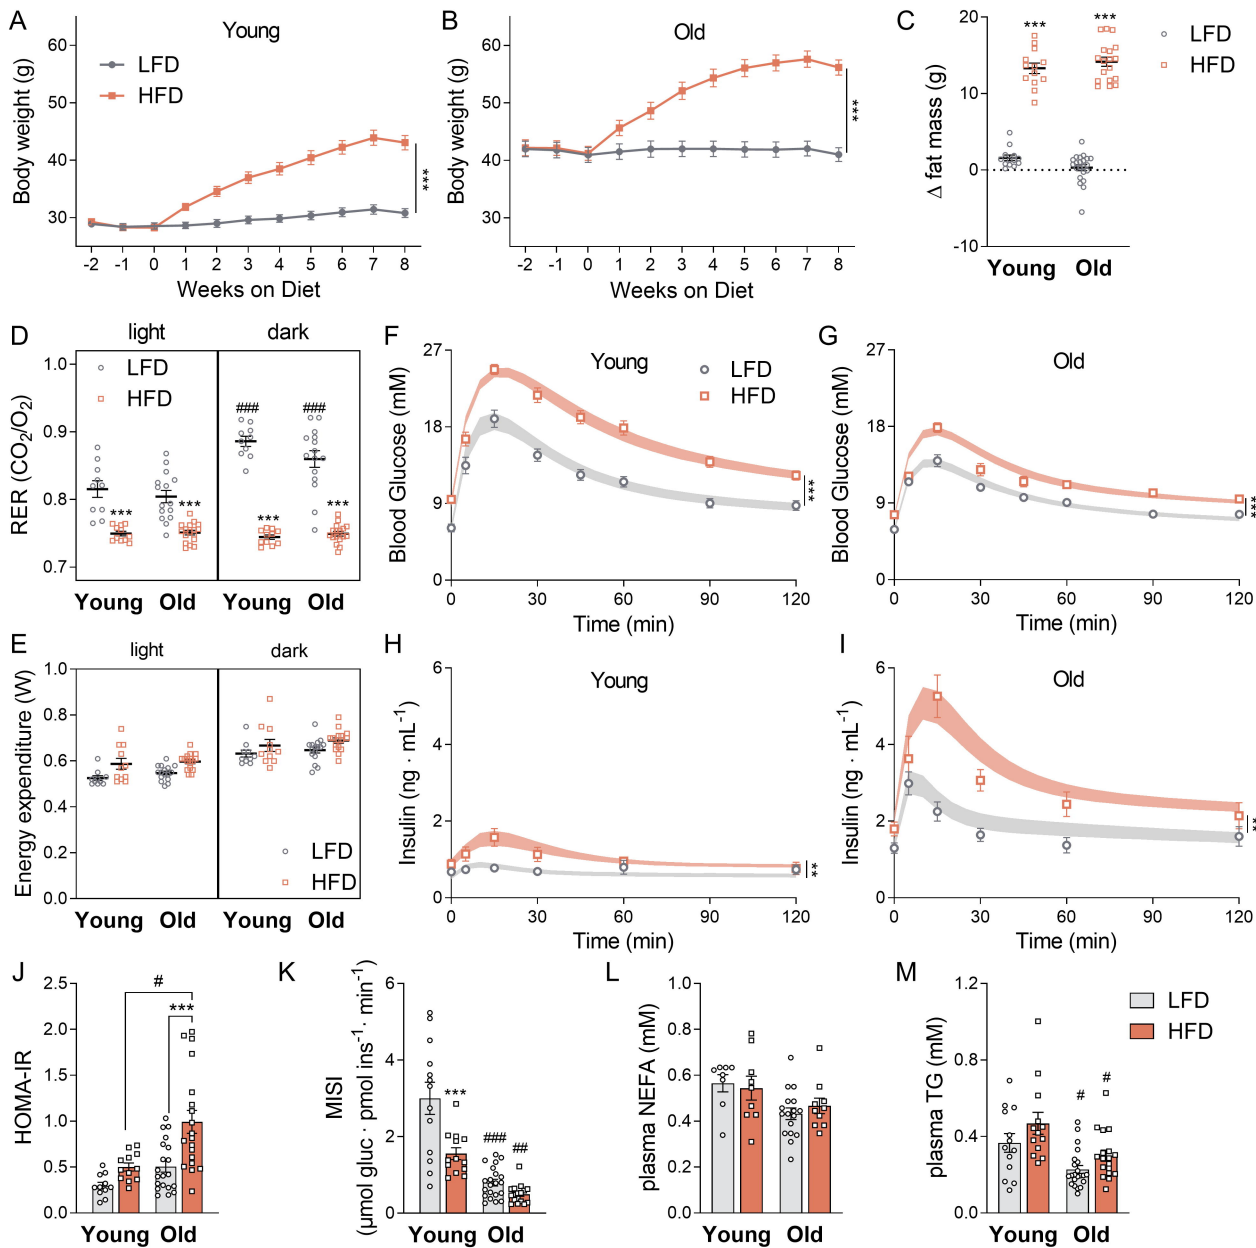 A
Young
Body weight (g)
60
50
40
30
LFD
HFD
***
-2 -1 0 1 2 3 4 5 6 7 8
Weeks on Diet
B
Old
Body weight (g)
60
50
40
30
***
-2 -1 0 1 2 3 4 5 6 7 8
Weeks on Diet
C
Δ fat mass (g)
20
10
0
-10
*** ***
LFD
HFD
Young Old
D
light dark
RER (CO2/O2)
1.0
0.9
0.8
0.7
LFD
HFD
### ###
*** *** *** ***
Young Old Young Old
E
light dark
Energy expenditure (W)
1.0
0.8
0.6
0.4
0.2
0.0
LFD
HFD
Young Old Young Old
F
Young
Blood Glucose (mM)
27
18
9
0
LFD
HFD
***
0 30 60 90 120
Time (min)
G
Old
Blood Glucose (mM)
27
18
9
0
***
0 30 60 90 120
Time (min)
H
Young
Insulin (ng · mL⁻¹)
6
4
2
0
**
0 30 60 90 120
Time (min)
I
Old
Insulin (ng · mL⁻¹)
6
4
2
0
**
0 30 60 90 120
Time (min)
J
HOMA-IR
2.5
2.0
1.5
1.0
0.5
0.0
#
***
Young Old
K
MISI
(µmol gluc · pmol ins⁻¹ · min⁻¹)
6
4
2
0
***
###
##
Young Old
L
plasma NEFA (mM)
1.0
0.8
0.6
0.4
0.2
0.0
Young Old
M
plasma TG (mM)
1.2
0.8
0.4
0.0
# #
LFD
HFD
Young Old